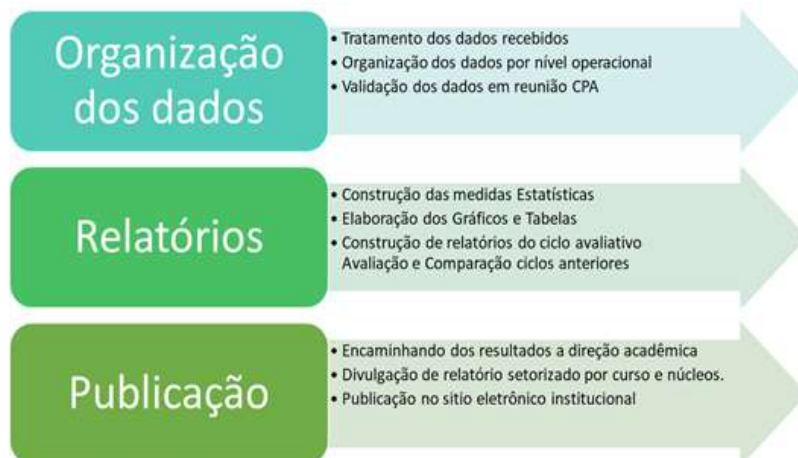 Organização
dos dados
• Tratamento dos dados recebidos
• Organização dos dados por nível operacional
• Validação dos dados em reunião CPA
Relatórios
• Construção das medidas Estatísticas
• Elaboração dos Gráficos e Tabelas
• Construção de relatórios do ciclo avaliativo
Avaliação e Comparação ciclos anteriores
Publicação
• Encaminhando dos resultados a direção acadêmica
• Divulgação de relatório setorizado por curso e núcleos.
• Publicação no sitio eletrônico institucional